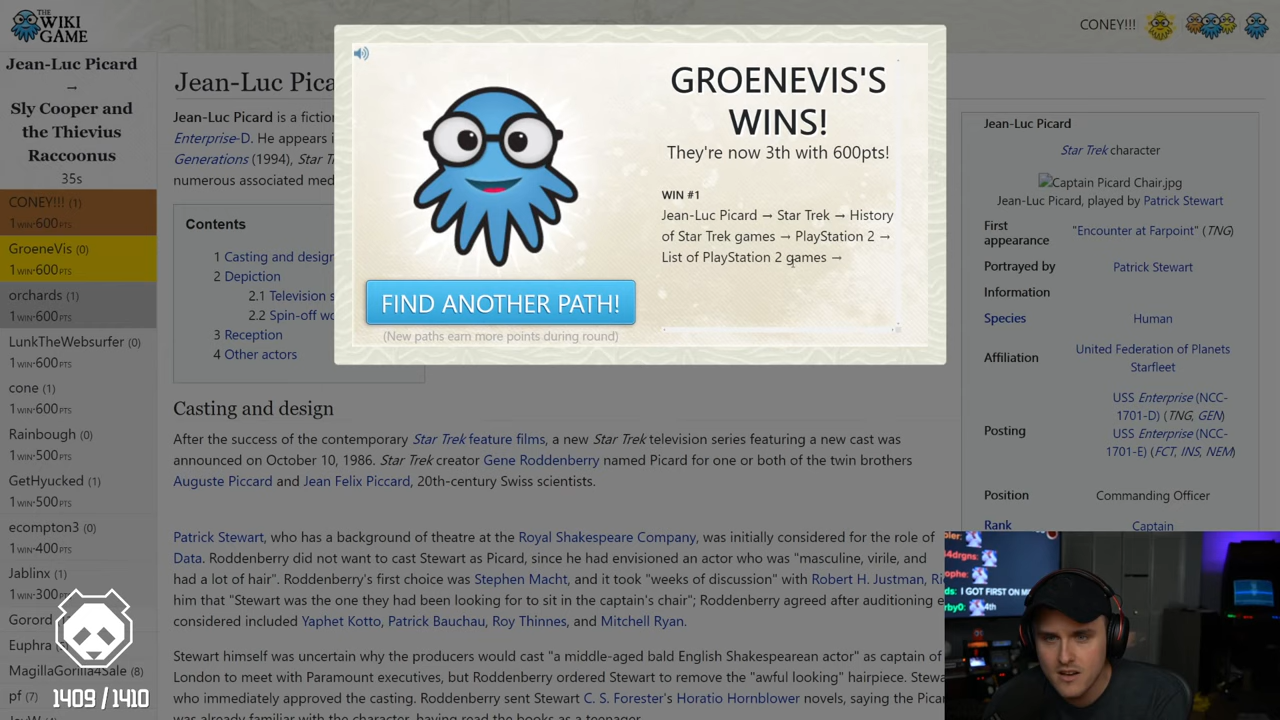 THE
WIKI
GAME
CONEY!!!
Jean-Luc Picard
→
Sly Cooper and
the Thievius
Raccoonus
35s
CONEY!!! (1)
1 WIN·600 PTS
GroeneVis (0)
1 WIN·600 PTS
orchards (1)
1 WIN·600 PTS
LunkTheWebsurfer (0)
1 WIN·600 PTS
cone (1)
1 WIN·600 PTS
Rainbough (0)
1 WIN·500 PTS
GetHyucked (1)
1 WIN·500 PTS
ecompton3 (0)
1 WIN·400 PTS
Jablinx (1)
1 WIN·300 PTS
Gorord
Euphra
MagillaGorilla4Sale (8)
pf (7)
1409 / 1410
GROENEVIS'S
WINS!
They're now 3th with 600pts!
WIN #1
Jean-Luc Picard → Star Trek → History
of Star Trek games → PlayStation 2 →
List of PlayStation 2 games →
FIND ANOTHER PATH!
(New paths earn more points during round)
Jean-Luc Pica
Jean-Luc Picard is a fictio
Enterprise-D. He appears i
Generations (1994), Star Tr
numerous associated med
Contents
1 Casting and design
2 Depiction
2.1 Television s
2.2 Spin-off wo
3 Reception
4 Other actors
Casting and design
After the success of the contemporary Star Trek feature films, a new Star Trek television series featuring a new cast was
announced on October 10, 1986. Star Trek creator Gene Roddenberry named Picard for one or both of the twin brothers
Auguste Piccard and Jean Felix Piccard, 20th-century Swiss scientists.
Patrick Stewart, who has a background of theatre at the Royal Shakespeare Company, was initially considered for the role of
Data. Roddenberry did not want to cast Stewart as Picard, since he had envisioned an actor who was "masculine, virile, and
had a lot of hair". Roddenberry's first choice was Stephen Macht, and it took "weeks of discussion" with Robert H. Justman, Ri
him that "Stewart was the one they had been looking for to sit in the captain's chair"; Roddenberry agreed after auditioning
considered included Yaphet Kotto, Patrick Bauchau, Roy Thinnes, and Mitchell Ryan.
Stewart himself was uncertain why the producers would cast "a middle-aged bald English Shakespearean actor" as captain of
London to meet with Paramount executives, but Roddenberry ordered Stewart to remove the "awful looking" hairpiece. Stewa
who immediately approved the casting. Roddenberry sent Stewart C. S. Forester's Horatio Hornblower novels, saying the Picar
was already familiar with the character, having read the books as a teenager.
Jean-Luc Picard
Star Trek character
Captain Picard Chair.jpg
Jean-Luc Picard, played by Patrick Stewart
First
appearance
"Encounter at Farpoint" (TNG)
Portrayed by
Patrick Stewart
Information
Species
Human
Affiliation
United Federation of Planets
Starfleet
Posting
USS Enterprise (NCC-
1701-D) (TNG, GEN)
USS Enterprise (NCC-
1701-E) (FCT, INS, NEM)
Position
Commanding Officer
Rank
Captain
I GOT FIRST ON
4th